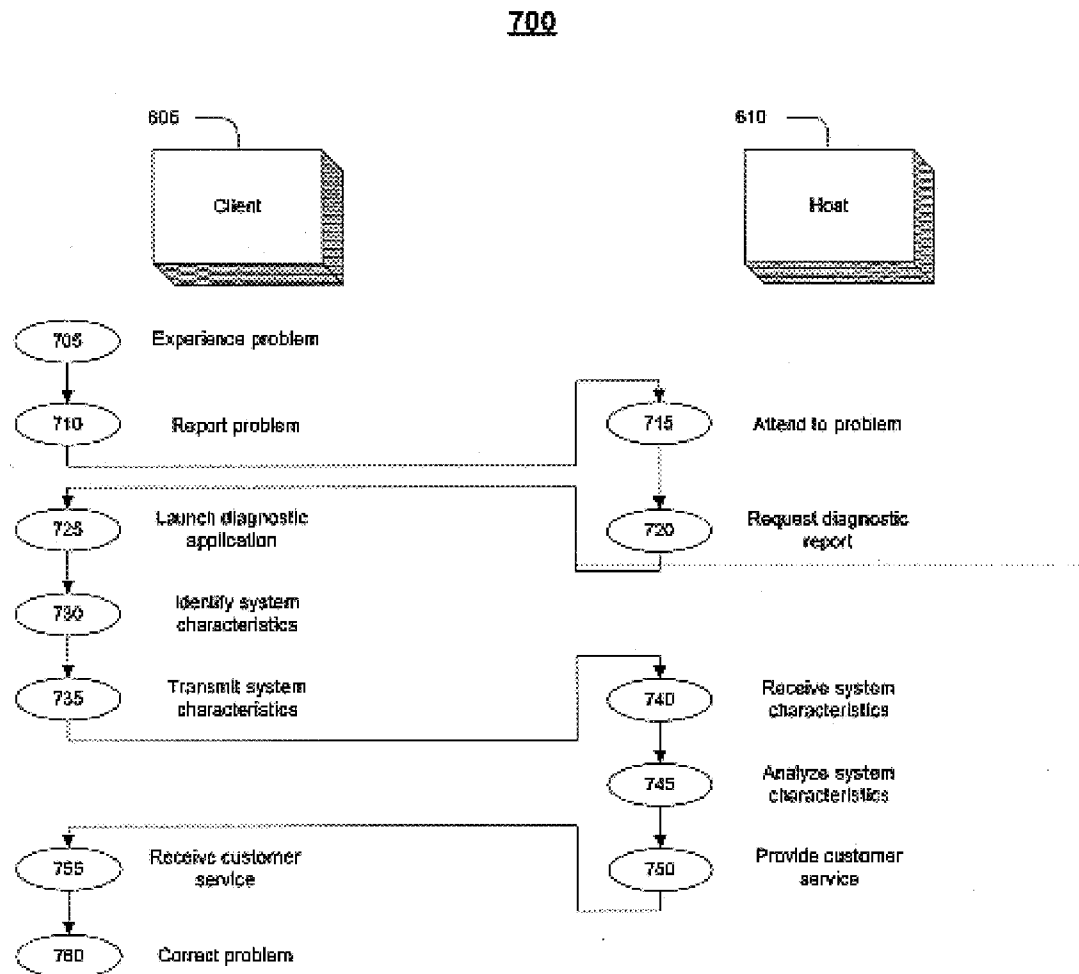 700
605
610
Client
Host
705
Experience problem
710
Report problem
715
Attend to problem
725
Launch diagnostic
application
720
Request diagnostic
report
730
Identify system
characteristics
735
Transmit system
characteristics
740
Receive system
characteristics
745
Analyze system
characteristics
755
Receive customer
service
750
Provide customer
service
760
Correct problem